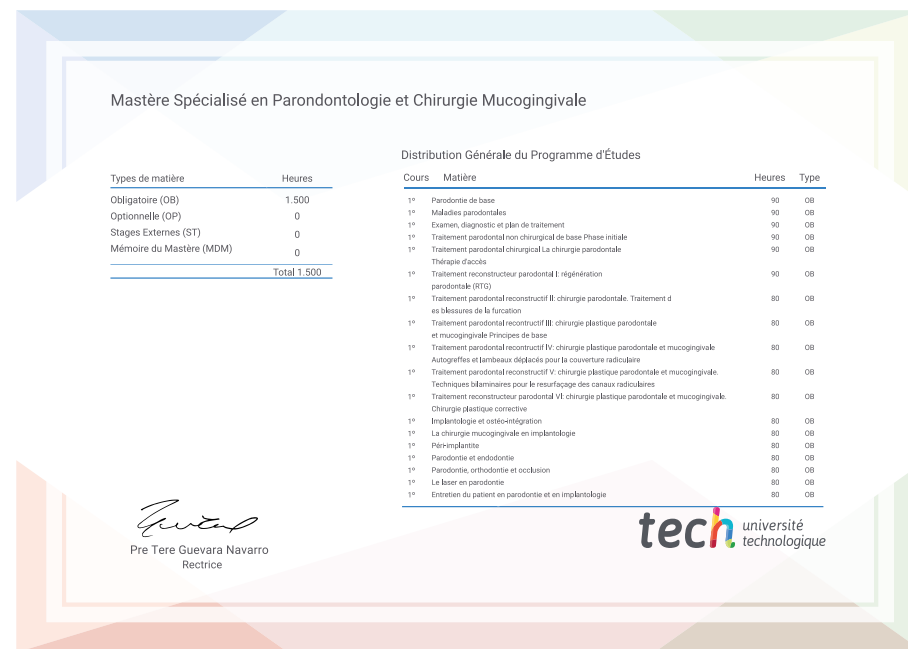 Mastère Spécialisé en Parondontologie et Chirurgie Mucogingivale
Types de matière Heures
Obligatoire (OB) 1.500
Optionnelle (OP) 0
Stages Externes (ST) 0
Mémoire du Mastère (MDM) 0
Total 1.500
Distribution Générale du Programme d'Études
Cours Matière Heures Type
1º Parodontie de base 90 OB
1º Maladies parodontales 90 OB
1º Examen, diagnostic et plan de traitement 90 OB
1º Traitement parodontal non chirurgical de base Phase initiale 90 OB
1º Traitement parodontal chirurgical La chirurgie parodontale 90 OB
Thérapie d'accès
1º Traitement reconstructeur parodontal I: régénération 90 OB
parodontale (RTG)
1º Traitement parodontal reconstructif II: chirurgie parodontale. Traitement d 80 OB
es blessures de la furcation
1º Traitement parodontal recontructif III: chirurgie plastique parodontale 80 OB
et mucogingivale Principes de base
1º Traitement parodontal recontructif IV: chirurgie plastique parodontale et mucogingivale 80 OB
Autogreffes et lambeaux déplacés pour la couverture radiculaire
1º Traitement parodontal recontructif V: chirurgie plastique parodontale et mucogingivale. 80 OB
Techniques bilaminaires pour le resurfaçage des canaux radiculaires
1º Traitement reconstructeur parodontal VI: chirurgie plastique parodontale et mucogingivale. 80 OB
Chirurgie plastique corrective
1º Implantologie et ostéo-intégration 80 OB
1º La chirurgie mucogingivale en implantologie 80 OB
1º Péri-implantite 80 OB
1º Parodontie et endodontie 80 OB
1º Parodontie, orthodontie et occlusion 80 OB
1º Le laser en parodontie 80 OB
1º Entretien du patient en parodontie et en implantologie 80 OB
Pre Tere Guevara Navarro
Rectrice
tech université
technologique